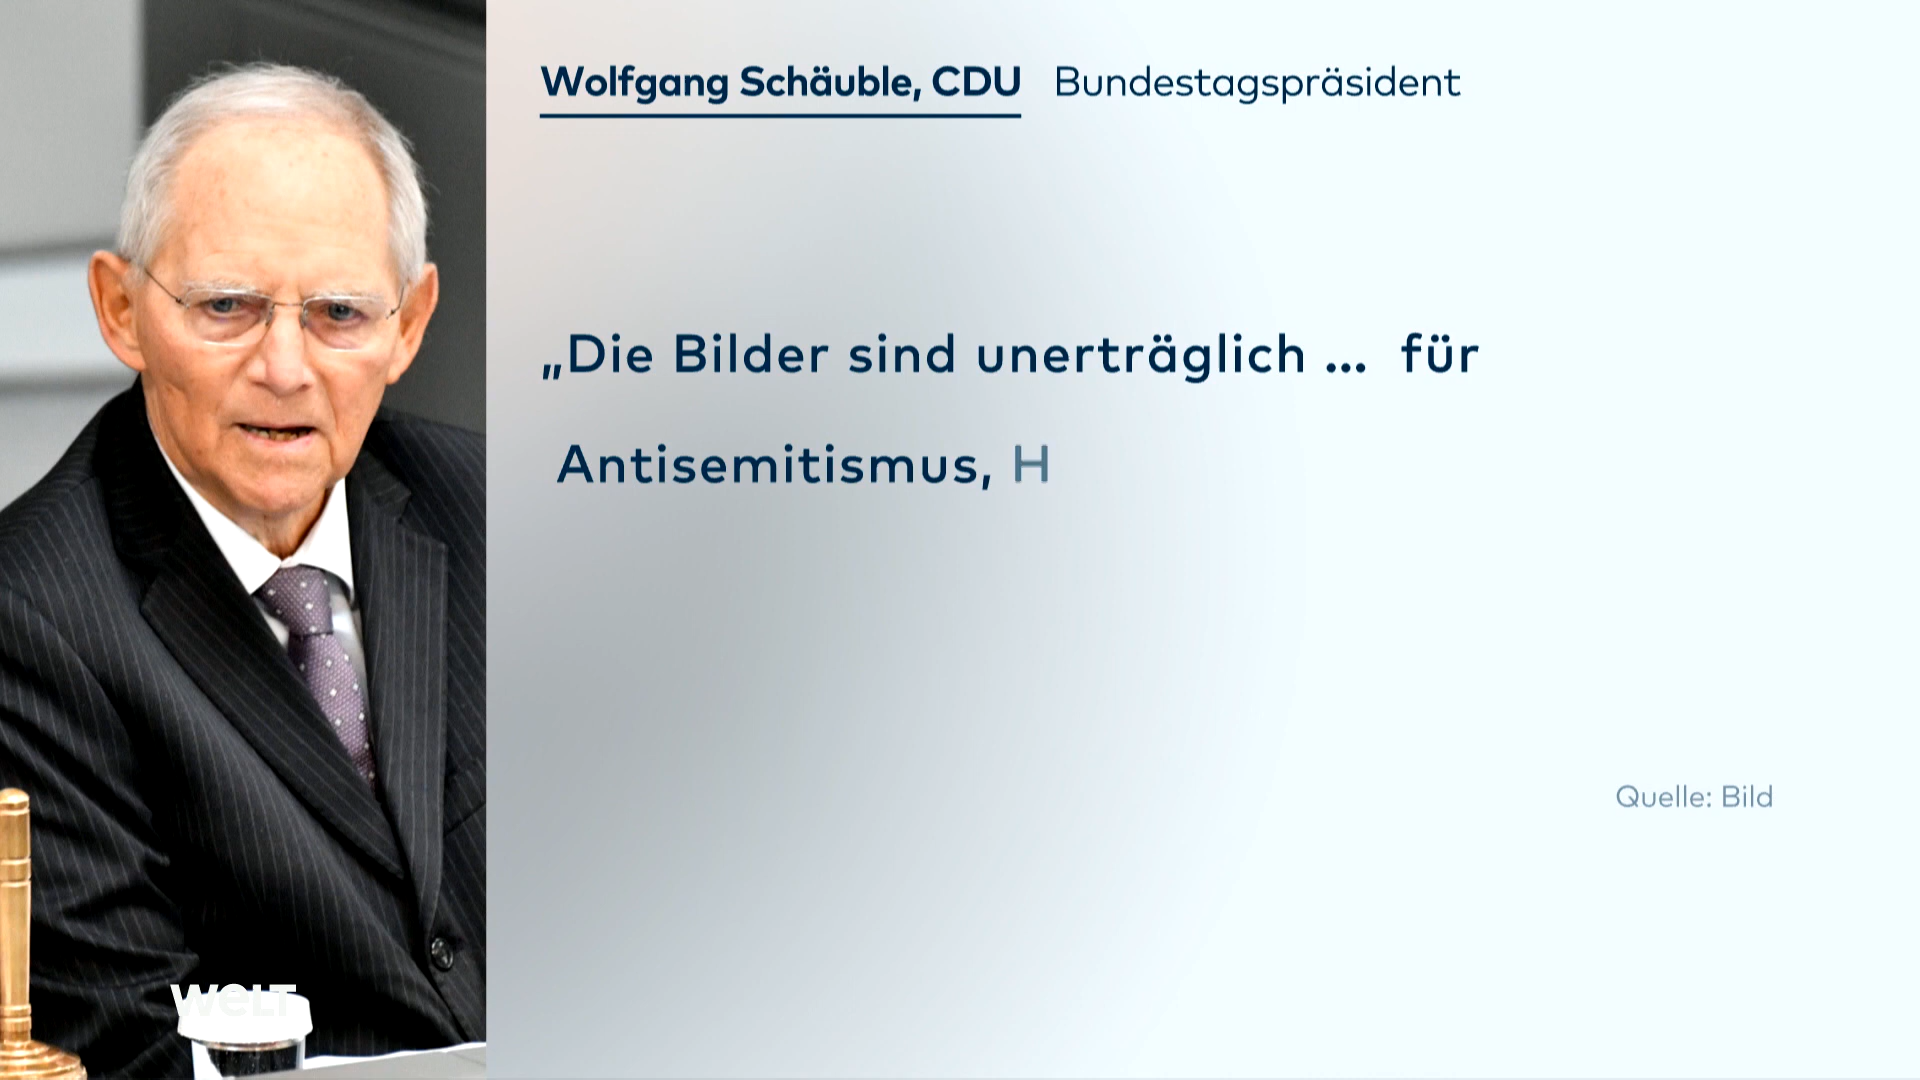 Wolfgang Schäuble, CDU Bundestagspräsident
„Die Bilder sind unerträglich ... für
Antisemitismus, H
Quelle: Bild
WELT